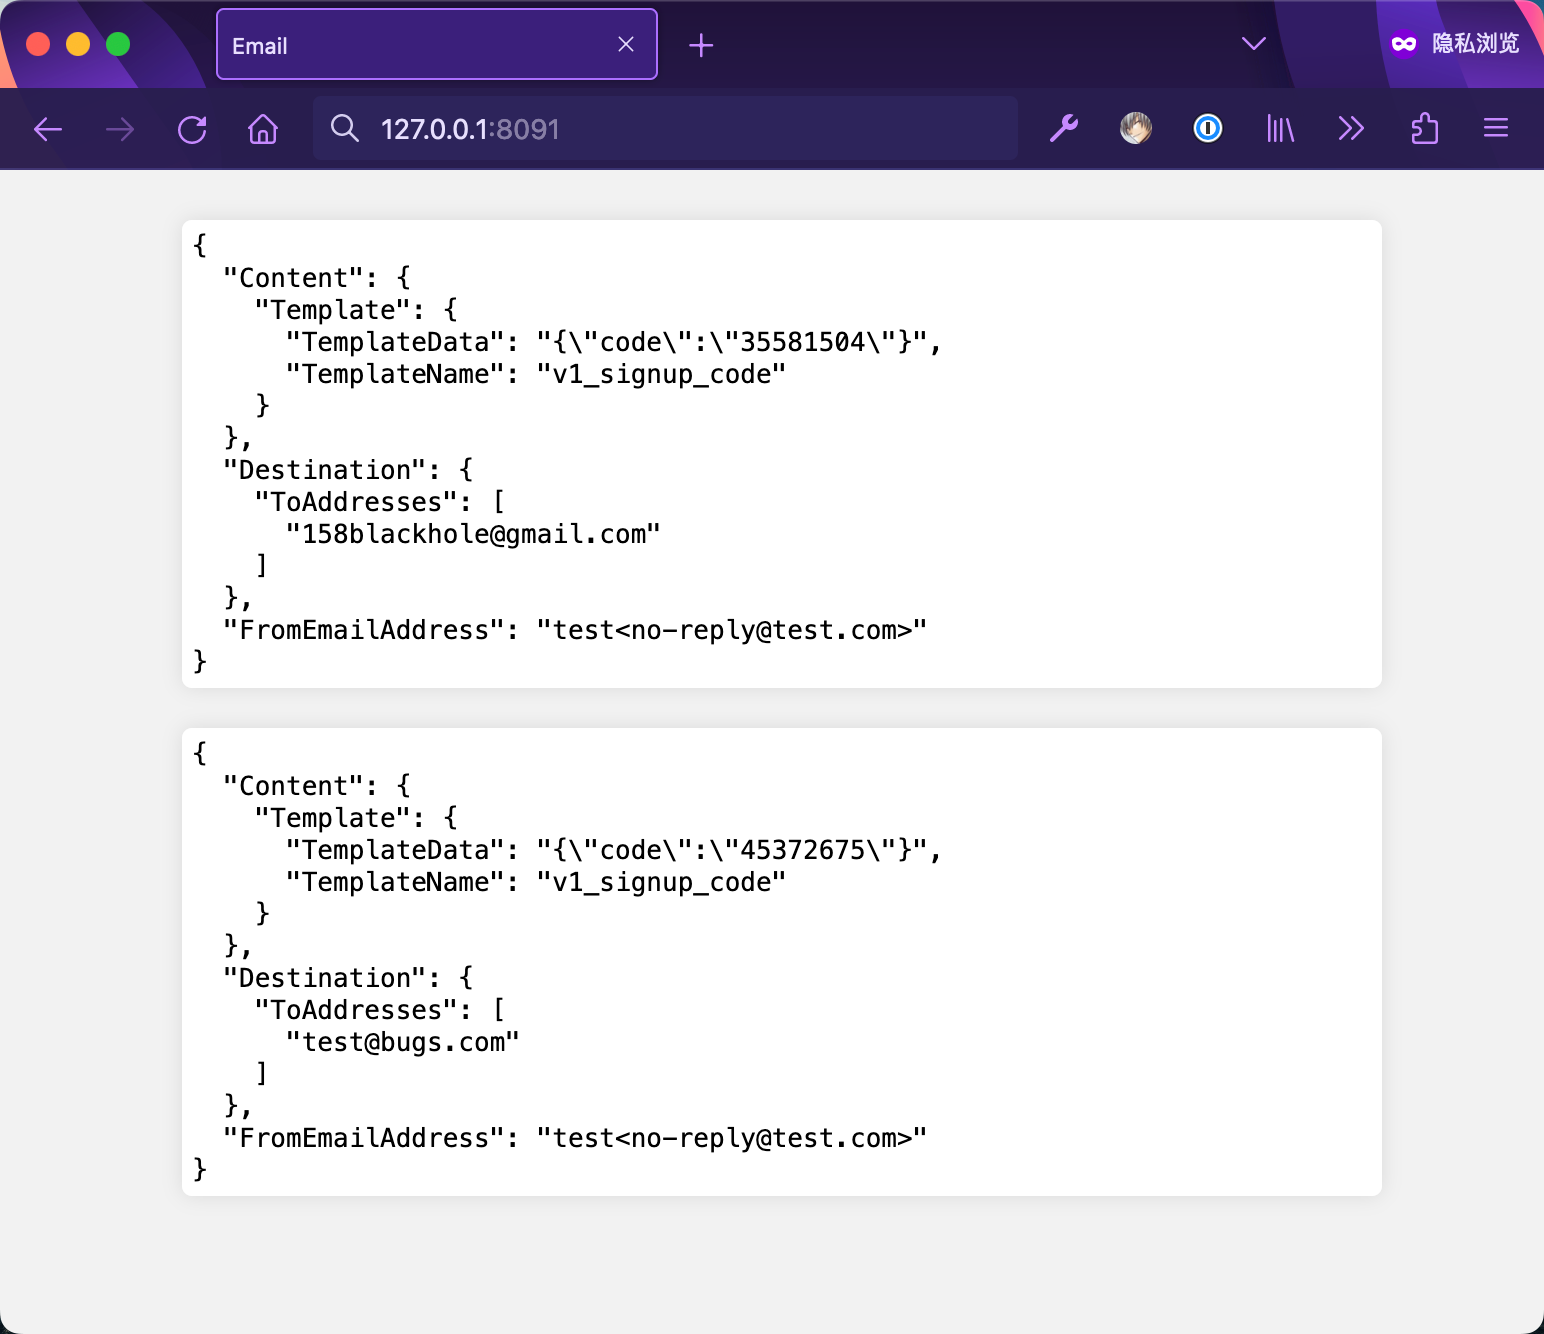 Email
隐私浏览
127.0.0.1:8091
{
  "Content": {
    "Template": {
      "TemplateData": "{\"code\":\"35581504\"}",
      "TemplateName": "v1_signup_code"
    }
  },
  "Destination": {
    "ToAddresses": [
      "158blackhole@gmail.com"
    ]
  },
  "FromEmailAddress": "test<no-reply@test.com>"
}
{
  "Content": {
    "Template": {
      "TemplateData": "{\"code\":\"45372675\"}",
      "TemplateName": "v1_signup_code"
    }
  },
  "Destination": {
    "ToAddresses": [
      "test@bugs.com"
    ]
  },
  "FromEmailAddress": "test<no-reply@test.com>"
}